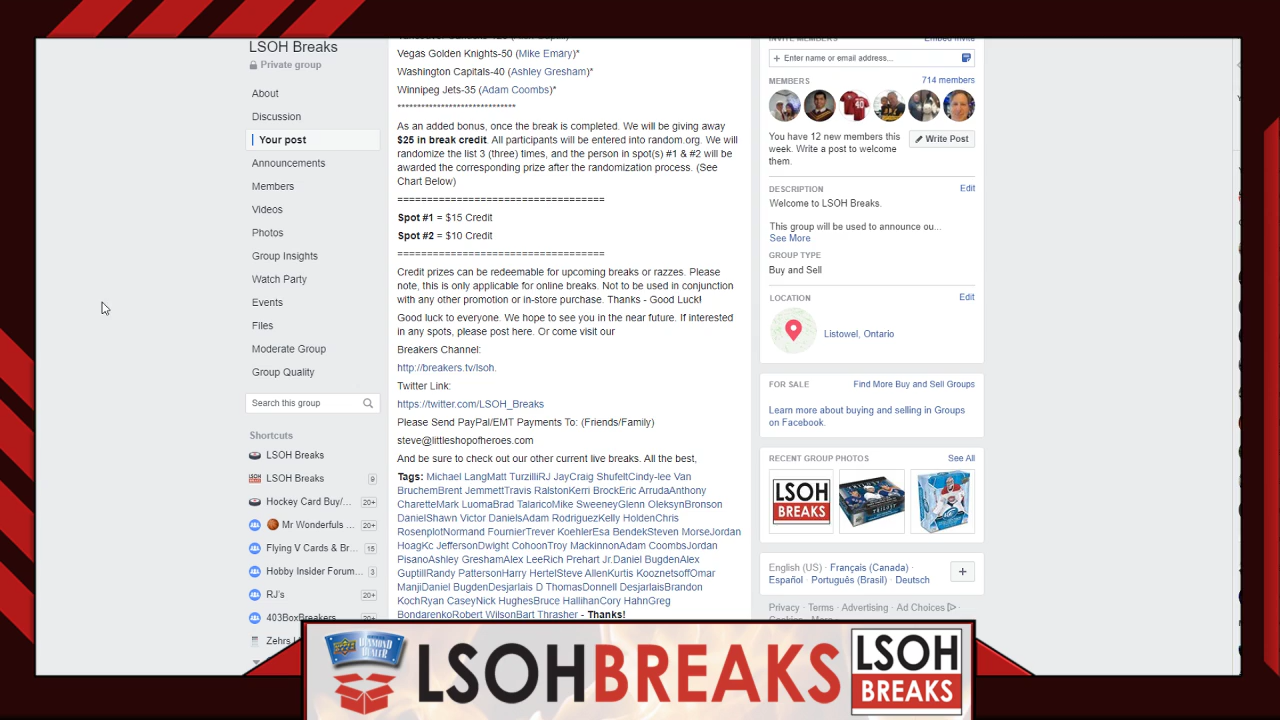 LSOH Breaks
Private group
About
Discussion
Your post
Announcements
Members
Videos
Photos
Group Insights
Watch Party
Events
Files
Moderate Group
Group Quality
Search this group
Shortcuts
LSOH Breaks
LSOH Breaks 9
Hockey Card Buy/... 20+
Mr Wonderfuls ... 20+
Flying V Cards & Br... 15
Hobby Insider Forum... 3
RJ's 20+
403BoxBreakers 20+
Zehrs
Vegas Golden Knights-50 (Mike Emary)*
Washington Capitals-40 (Ashley Gresham)*
Winnipeg Jets-35 (Adam Coombs)*
******************************
As an added bonus, once the break is completed. We will be giving away
$25 in break credit. All participants will be entered into random.org. We will
randomize the list 3 (three) times, and the person in spot(s) #1 & #2 will be
awarded the corresponding prize after the randomization process. (See
Chart Below)
===================================
Spot #1 = $15 Credit
Spot #2 = $10 Credit
===================================
Credit prizes can be redeemable for upcoming breaks or razzes. Please
note, this is only applicable for online breaks. Not to be used in conjunction
with any other promotion or in-store purchase. Thanks - Good Luck!
Good luck to everyone. We hope to see you in the near future. If interested
in any spots, please post here. Or come visit our
Breakers Channel:
http://breakers.tv/lsoh.
Twitter Link:
https://twitter.com/LSOH_Breaks
Please Send PayPal/EMT Payments To: (Friends/Family)
steve@littleshopofheroes.com
And be sure to check out our other current live breaks. All the best,
Tags: Michael LangMatt TurzilliRJ JayCraig ShufeltCindy-lee Van
BruchemBrent JemmettTravis RalstonKerri BrockEric ArrudaAnthony
CharetteMark LuomaBrad TalaricoMike SweeneyGlenn OleksynBronson
DanielShawn Victor DanielsAdam RodriguezKelly HoldenChris
RosenplotNormand FournierTrever KoehlerEsa BendekSteven MorseJordan
HoagKc JeffersonDwight CohoonTroy MackinnonAdam CoombsJordan
PisanoAshley GreshamAlex LeeRich Prehart Jr.Daniel BugdenAlex
GuptillRandy PattersonHarry HertelSteve AllenKurtis KooznetsoffOmar
ManjiDaniel BugdenDesjarlais D ThomasDonnell DesjarlaisBrandon
KochRyan CaseyNick HughesBruce HallihanCory HahnGreg
BondarenkoRobert WilsonBart Thrasher - Thanks!
INVITE MEMBERS Embed Invite
+ Enter name or email address...
MEMBERS 714 members
You have 12 new members this
week. Write a post to welcome
them.
Write Post
DESCRIPTION Edit
Welcome to LSOH Breaks.
This group will be used to announce ou...
See More
GROUP TYPE
Buy and Sell
LOCATION Edit
Listowel, Ontario
FOR SALE Find More Buy and Sell Groups
Learn more about buying and selling in Groups
on Facebook.
RECENT GROUP PHOTOS See All
LSOH
BREAKS
English (US) · Français (Canada) ·
Español · Português (Brasil) · Deutsch
Privacy · Terms · Advertising · Ad Choices ·
LSOHBREAKS
LSOH
BREAKS